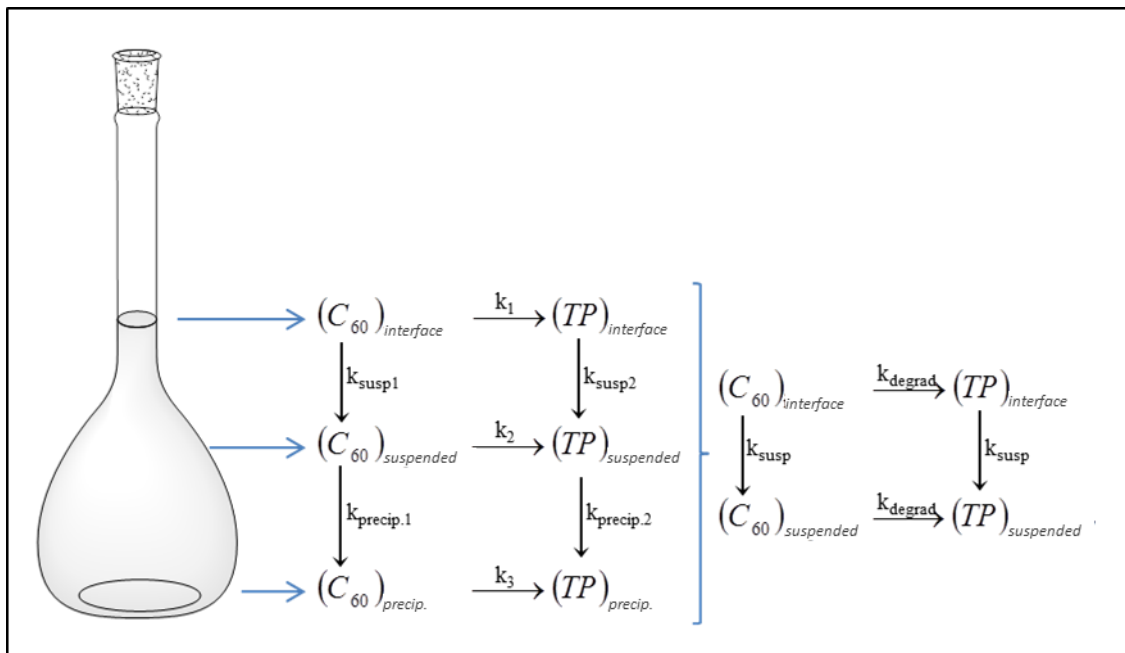 (C60)interface k1 (TP)interface
ksusp1 ksusp2
(C60)interface kdegrad (TP)interface
(C60)suspended k2 (TP)suspended
ksusp ksusp
kprecip.1 kprecip.2
(C60)suspended kdegrad (TP)suspended
(C60)precip. k3 (TP)precip.